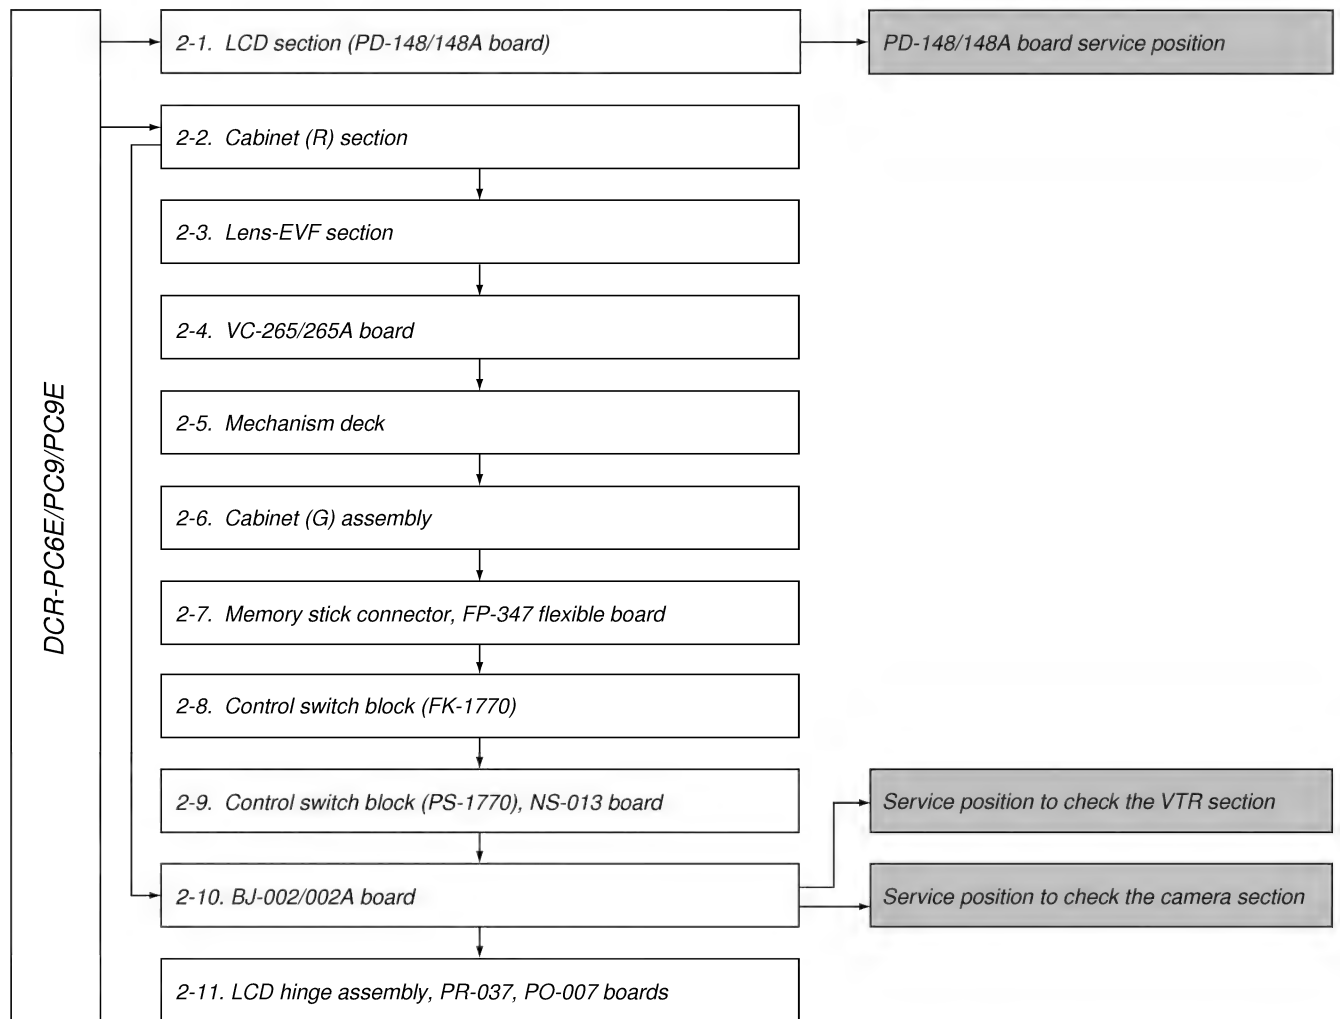 DCR-PC6E/PC9/PC9E
2-1. LCD section (PD-148/148A board)
PD-148/148A board service position
2-2. Cabinet (R) section
2-3. Lens-EVF section
2-4. VC-265/265A board
2-5. Mechanism deck
2-6. Cabinet (G) assembly
2-7. Memory stick connector, FP-347 flexible board
2-8. Control switch block (FK-1770)
2-9. Control switch block (PS-1770), NS-013 board
Service position to check the VTR section
2-10. BJ-002/002A board
Service position to check the camera section
2-11. LCD hinge assembly, PR-037, PO-007 boards